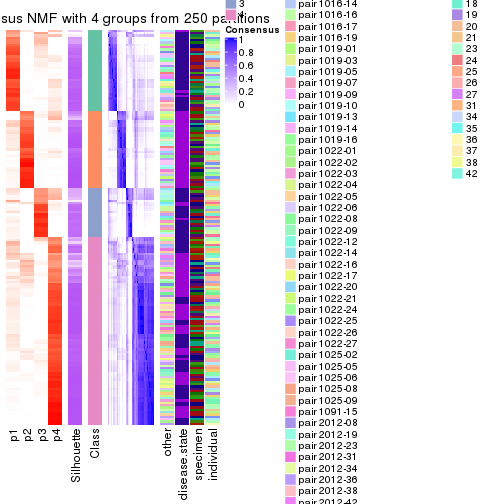 sus NMF with 4 groups from 250 partitions
3
4
Consensus
1
0.8
0.6
0.4
0.2
0
p1
p2
p3
p4
Silhouette
Class
other
disease.state
specimen
individual
pair1016-14
pair1016-16
pair1016-17
pair1016-19
pair1019-01
pair1019-03
pair1019-05
pair1019-07
pair1019-09
pair1019-10
pair1019-13
pair1019-14
pair1019-16
pair1022-01
pair1022-02
pair1022-03
pair1022-04
pair1022-05
pair1022-06
pair1022-08
pair1022-09
pair1022-12
pair1022-14
pair1022-16
pair1022-17
pair1022-20
pair1022-21
pair1022-24
pair1022-25
pair1022-26
pair1022-27
pair1025-02
pair1025-05
pair1025-06
pair1025-08
pair1025-09
pair1091-15
pair2012-08
pair2012-19
pair2012-23
pair2012-31
pair2012-34
pair2012-36
pair2012-38
pair2012-42
18
19
20
21
23
24
25
26
27
31
34
35
36
37
38
42